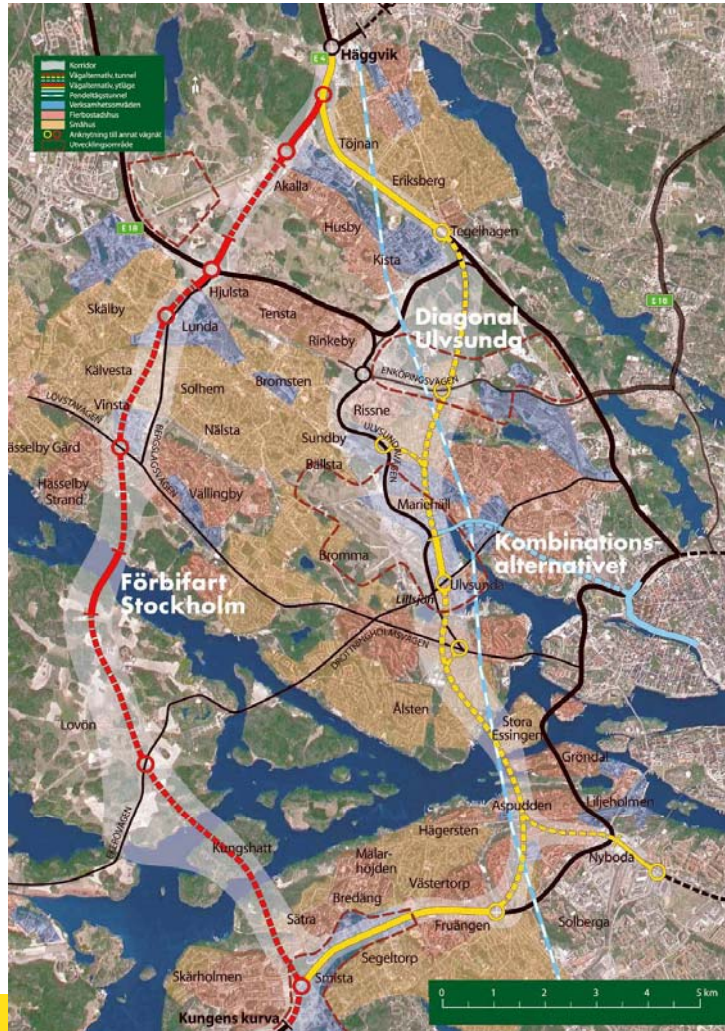 Häggvik
E 4
Korridor
Vägalternativ, tunnel
Vägalternativ, ytläge
Pendeltågstunnel
Verksamhetsområden
Flerbostadshus
Småhus
Anknytning till annat vägnät
Utvecklingsområde
Töjnan
Akalla
Eriksberg
Husby
Tegelhagen
E 18
Kista
Hjulsta
E 18
Skälby
Tensta
Diagonal
Ulvsunda
Lunda
Rinkeby
Kälvesta
Solhem
Bromsten
ENKÖPINGSVÄGEN
Vinsta
Rissne
LÖVSTAVÄGEN
BERGSLAGSVÄGEN
Nälsta
Sundby
ULVSUNDAVÄGEN
Hässelby Gård
Bällsta
Hässelby
Strand
Vällingby
Mariehäll
Bromma
Kombinations-
alternativet
Förbifart
Stockholm
Ulvsunda
Lillsjön
DROTTNINGHOLMSVÄGEN
Ålsten
Lovön
Stora
Essingen
Gröndal
Aspudden
Liljeholmen
EKERÖVÄGEN
Hägersten
Kungshatt
Mälar-
höjden
Nyboda
Bredäng
Västertorp
Sätra
Fruängen
Solberga
Segeltorp
Skärholmen
Smista
0 1 2 3 4 5 km
Kungens kurva